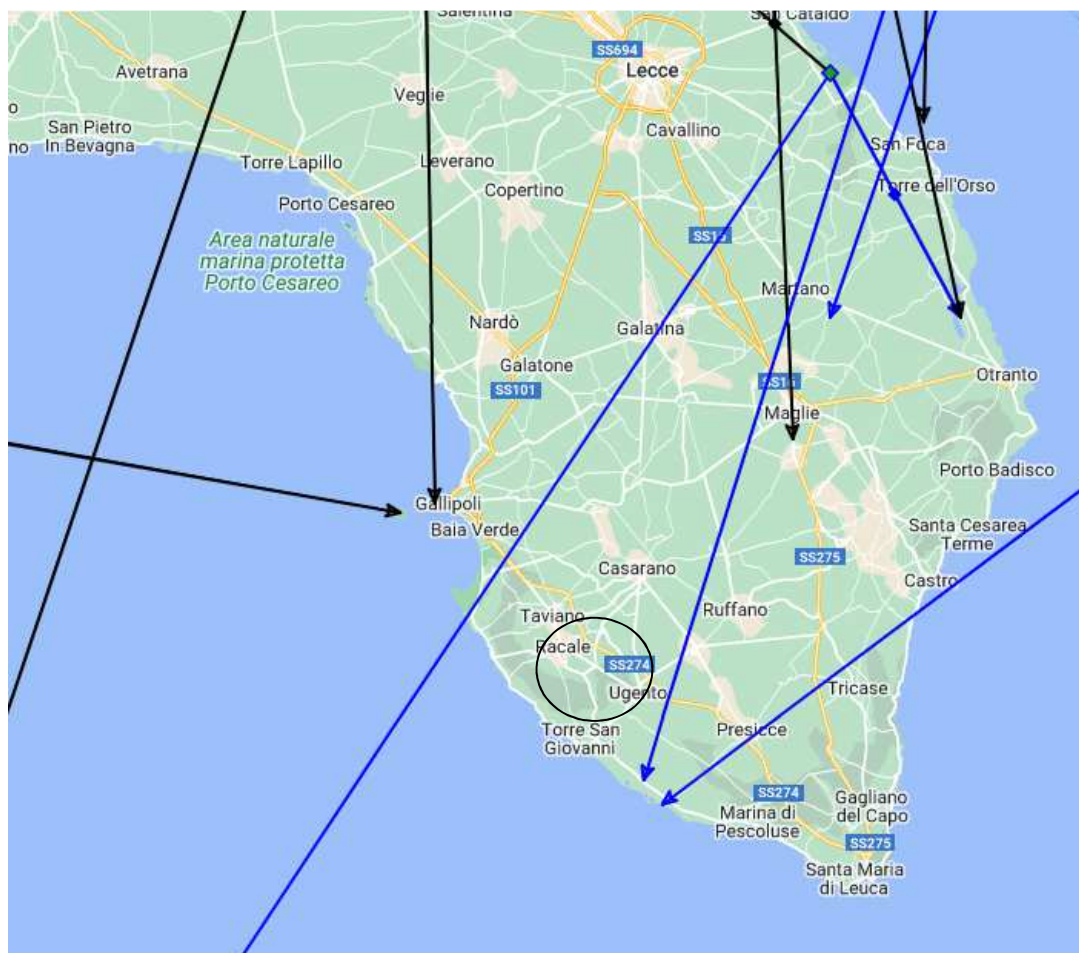 Salentina
San Cataldo
SS694
Lecce
Avetrana
Veglie
San Pietro
In Bevagna
Cavallino
San Foca
Torre Lapillo
Leverano
Copertino
Torre dell'Orso
Porto Cesareo
Area naturale
marina protetta
Porto Cesareo
SS16
Martano
Nardò
Galatina
Galatone
Otranto
SS101
SS16
Maglie
Porto Badisco
Gallipoli
Baia Verde
Santa Cesarea
Terme
SS275
Casarano
Castro
Taviano
Ruffano
Racale
SS274
Ugento
Tricase
Torre San
Giovanni
Presicce
SS274
Gagliano
del Capo
Marina di
Pescoluse
SS275
Santa Maria
di Leuca